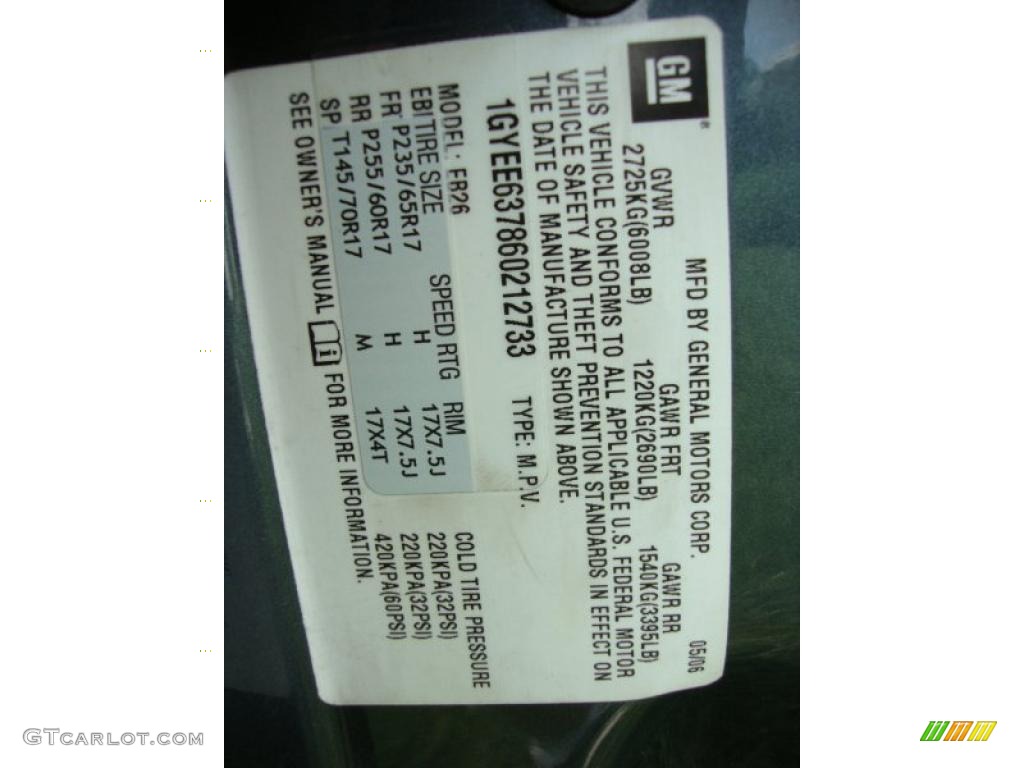 GM
®
MFD BY GENERAL MOTORS CORP. 05/06
GVWR GAWR FRT GAWR RR
2725KG(6008LB) 1220KG(2690LB) 1540KG(3395LB)
THIS VEHICLE CONFORMS TO ALL APPLICABLE U.S. FEDERAL MOTOR
VEHICLE SAFETY AND THEFT PREVENTION STANDARDS IN EFFECT ON
THE DATE OF MANUFACTURE SHOWN ABOVE.
1GYEE637860212733 TYPE: M.P.V.
MODEL: ER26
EBI TIRE SIZE SPEED RTG RIM COLD TIRE PRESSURE
FR P235/65R17 H 17X7.5J 220KPA(32PSI)
RR P255/60R17 H 17X7.5J 220KPA(32PSI)
SP T145/70R17 M 17X4T 420KPA(60PSI)
SEE OWNER'S MANUAL i FOR MORE INFORMATION.
GTCARLOT.COM